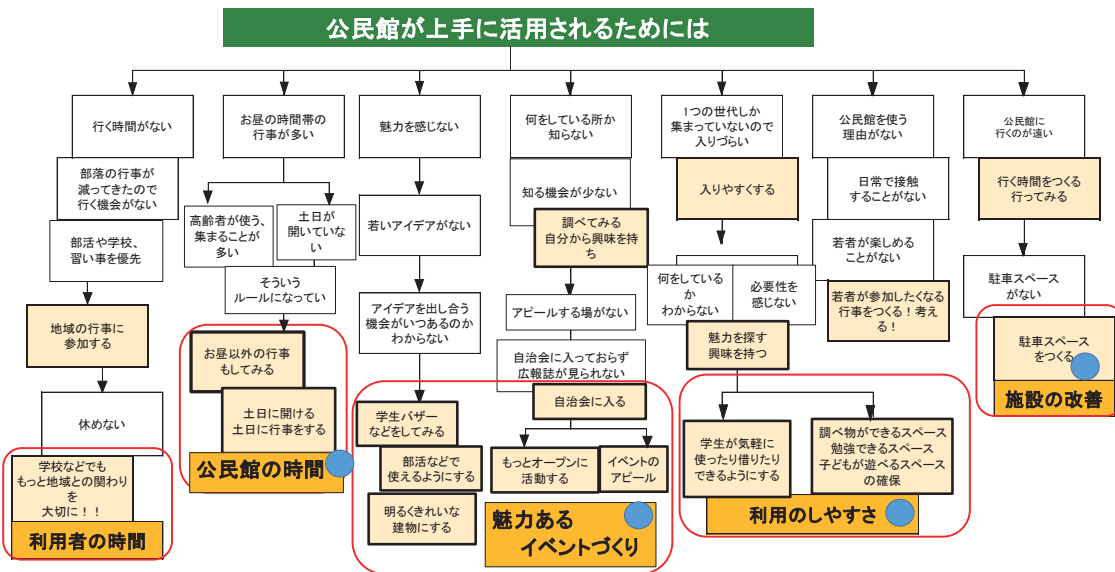 公民館が上手に活用されるためには
行く時間がない
部落の行事が
減ってきたので
行く機会がない
部活や学校、
習い事を優先
地域の行事に
参加する
休めない
学校などでも
もっと地域との関わりを
大切に！！
利用者の時間
お昼の時間帯の
行事が多い
高齢者が使う、
集まることが
多い
土日が
開いていな
い
そういう
ルールになってい
お昼以外の行事
もしてみる
土日に開ける
土日に行事をする
公民館の時間
魅力を感じない
若いアイデアがない
アイデアを出し合う
機会がいつあるのか
わからない
学生バザー
などをしてみる
部活などで
使えるようにする
明るくきれいな
建物にする
何をしている所か
知らない
知る機会が少ない
調べてみる
自分から興味を持
ち
アピールする場がない
自治会に入っておらず
広報誌が見られない
自治会に入る
もっとオープンに
活動する
イベントの
アピール
魅力ある
イベントづくり
1つの世代しか
集まっていないので
入りづらい
入りやすくする
何をしている
か
わからない
必要性を
感じない
魅力を探す
興味を持つ
学生が気軽に
使ったり借りたり
できるようにする
調べ物ができるスペース
勉強できるスペース
子どもが遊べるスペース
の確保
利用のしやすさ
公民館を使う
理由がない
日常で接触
することがない
若者が楽しめる
ことがない
若者が参加したくなる
行事をつくる！考え
る！
公民館に
行くのが遠い
行く時間をつくる
行ってみる
駐車スペース
がない
駐車スペース
をつくる
施設の改善